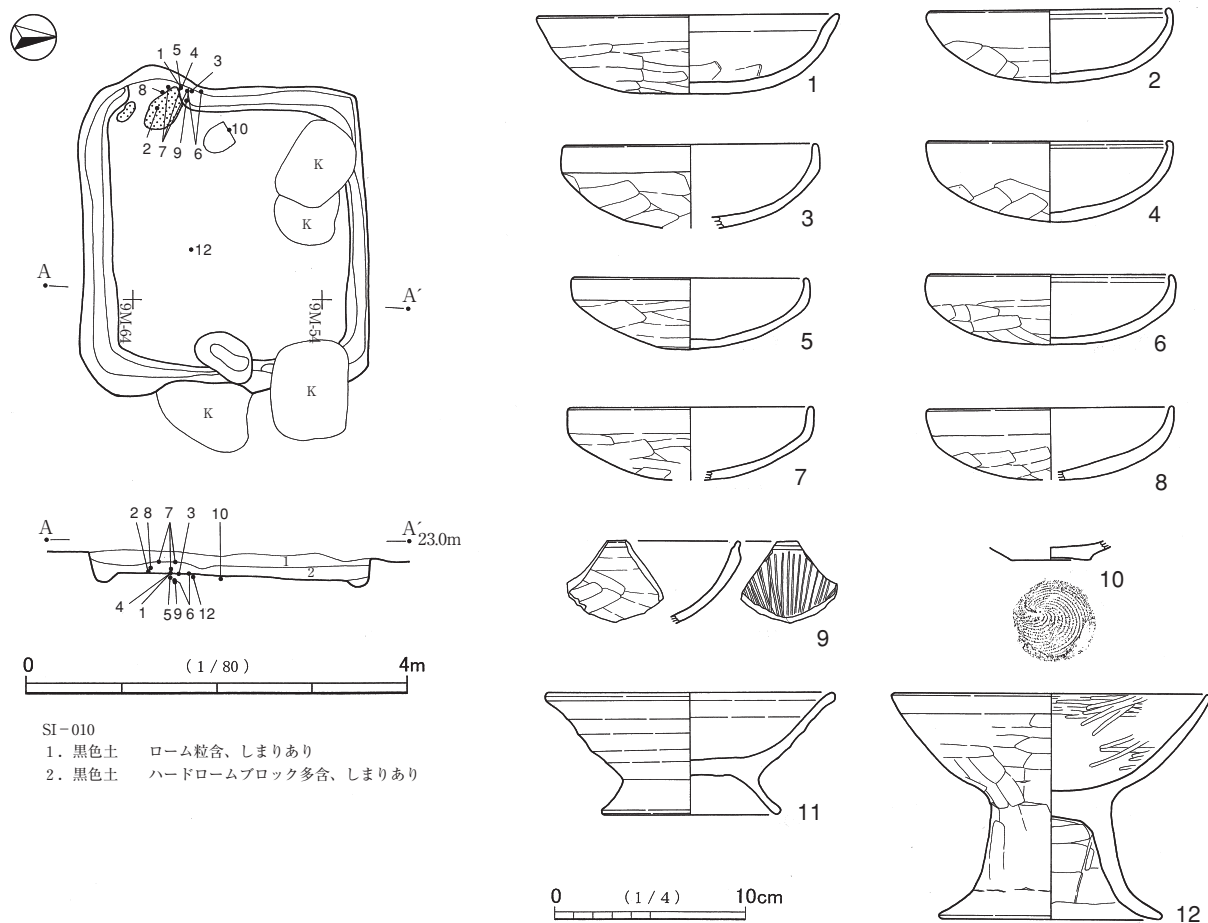 1 5 4 3
8
10
2 7 9 6
K
K
12
A
A´
9M-64
9M-54
K
K
A
2 8 7 3 10
A´
23.0m
1
2
4 1 5 9 6 12
0 (1/80) 4m
SI-010
1．黒色土 ローム粒含、しまりあり
2．黒色土 ハードロームブロック多含、しまりあり
1
2
3
4
5
6
7
8
9
10
11
12
0 (1/4) 10cm